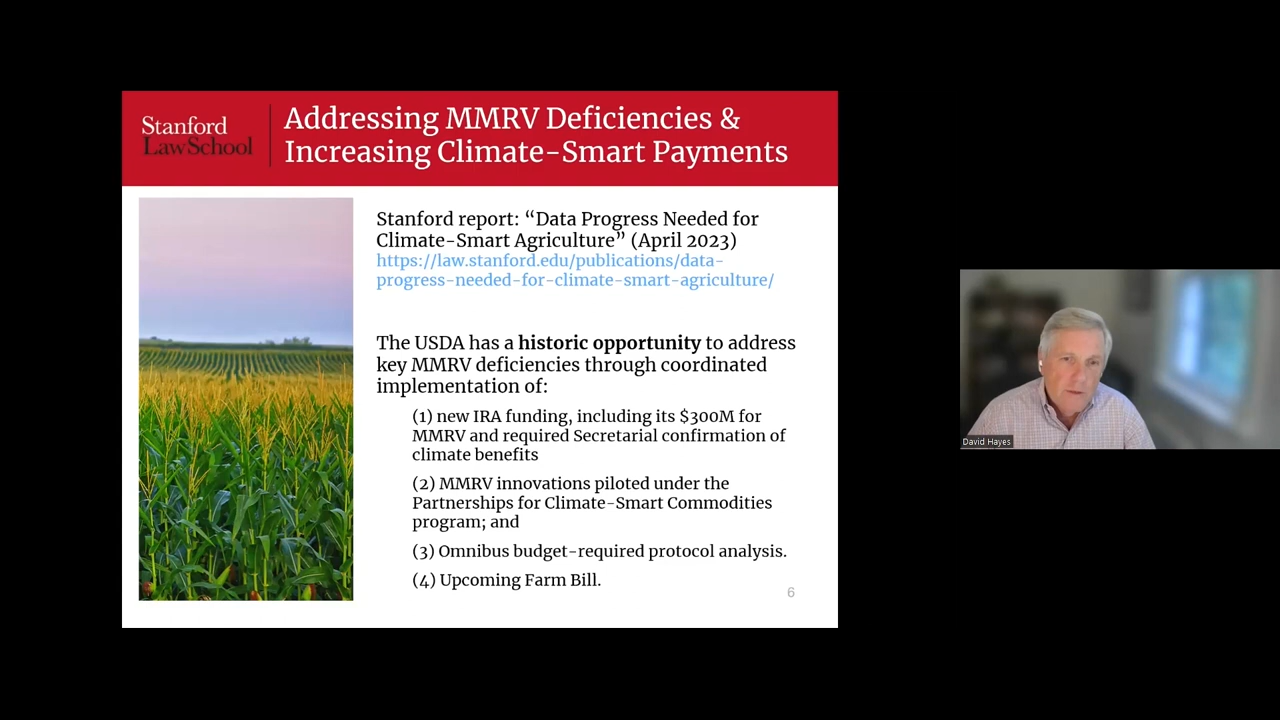 Stanford
LawSchool
Addressing MMRV Deficiencies &
Increasing Climate-Smart Payments
Stanford report: “Data Progress Needed for
Climate-Smart Agriculture” (April 2023)
https://law.stanford.edu/publications/data-
progress-needed-for-climate-smart-agriculture/
The USDA has a historic opportunity to address
key MMRV deficiencies through coordinated
implementation of:
(1) new IRA funding, including its $300M for
MMRV and required Secretarial confirmation of
climate benefits
(2) MMRV innovations piloted under the
Partnerships for Climate-Smart Commodities
program; and
(3) Omnibus budget-required protocol analysis.
(4) Upcoming Farm Bill.
6
David Hayes